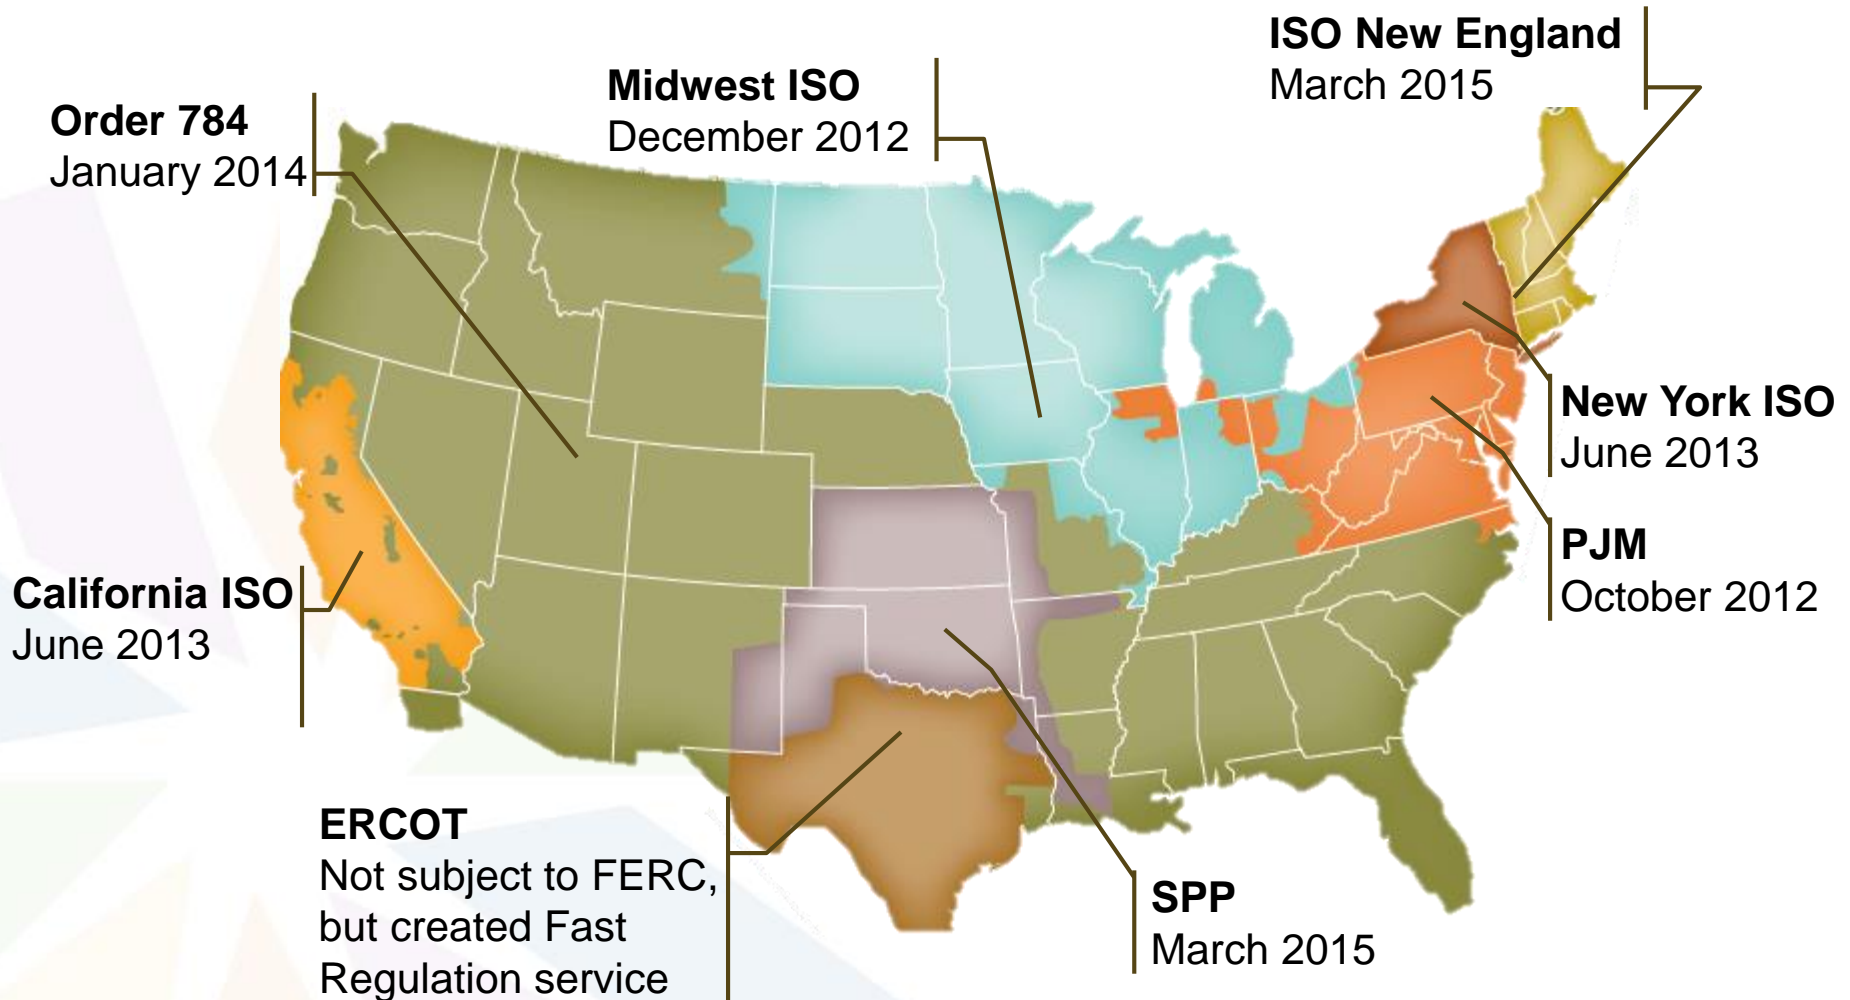 ISO New England
March 2015
Midwest ISO
December 2012
Order 784
January 2014
New York ISO
June 2013
PJM
October 2012
California ISO
June 2013
ERCOT
Not subject to FERC,
but created Fast
Regulation service
SPP
March 2015